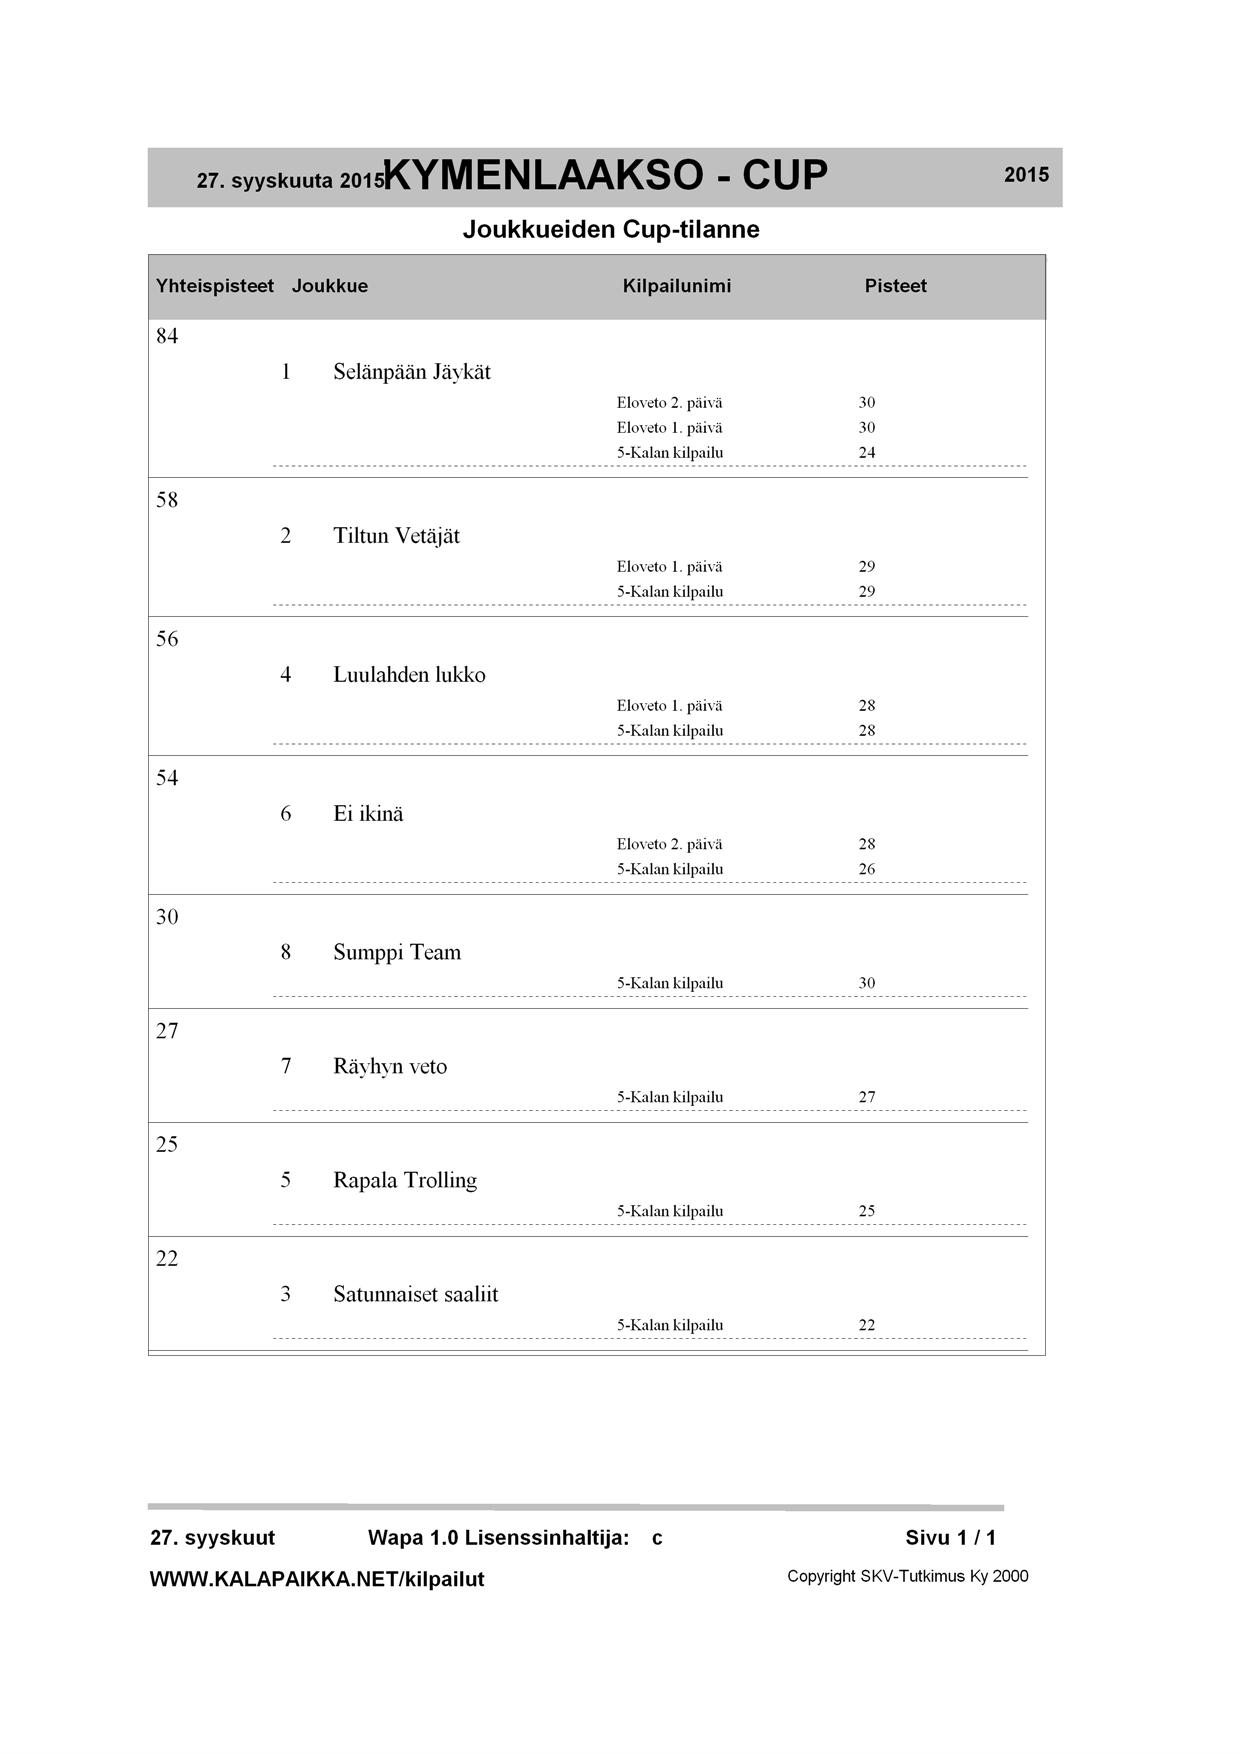 27. syyskuuta 2015 KYMENLAAKSO - CUP 2015
Joukkueiden Cup-tilanne
Yhteispisteet Joukkue Kilpailunimi Pisteet
84
1 Selänpään Jäykät
Eloveto 2. päivä 30
Eloveto 1. päivä 30
5-Kalan kilpailu 24
58
2 Tiltun Vetäjät
Eloveto 1. päivä 29
5-Kalan kilpailu 29
56
4 Luulahden lukko
Eloveto 1. päivä 28
5-Kalan kilpailu 28
54
6 Ei ikinä
Eloveto 2. päivä 28
5-Kalan kilpailu 26
30
8 Sumppi Team
5-Kalan kilpailu 30
27
7 Räyhyn veto
5-Kalan kilpailu 27
25
5 Rapala Trolling
5-Kalan kilpailu 25
22
3 Satunnaiset saaliit
5-Kalan kilpailu 22
27. syyskuut Wapa 1.0 Lisenssinhaltija: c Sivu 1 / 1
WWW.KALAPAIKKA.NET/kilpailut Copyright SKV-Tutkimus Ky 2000